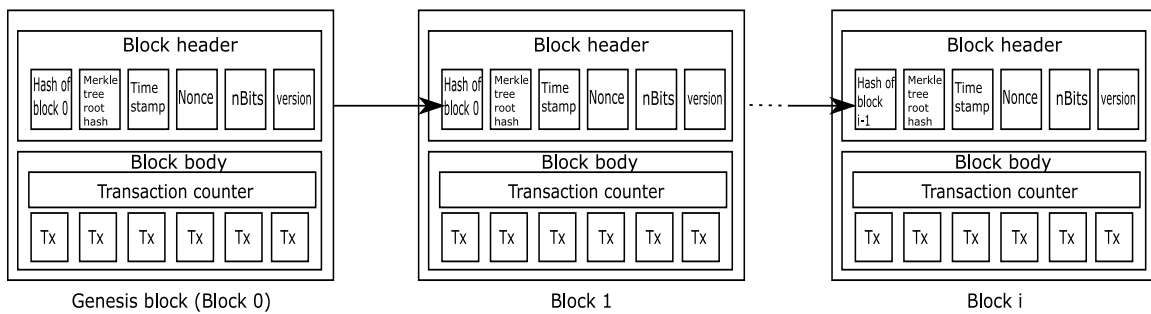 Block header
Hash of
block 0
Merkle
tree
root
hash
Time
stamp
Nonce
nBits
version
Block body
Transaction counter
Tx
Tx
Tx
Tx
Tx
Tx
Genesis block (Block 0)
Block header
Hash of
block 0
Merkle
tree
root
hash
Time
stamp
Nonce
nBits
version
Block body
Transaction counter
Tx
Tx
Tx
Tx
Tx
Tx
Block 1
Block header
Hash of
block
i-1
Merkle
tree
root
hash
Time
stamp
Nonce
nBits
version
Block body
Transaction counter
Tx
Tx
Tx
Tx
Tx
Tx
Block i